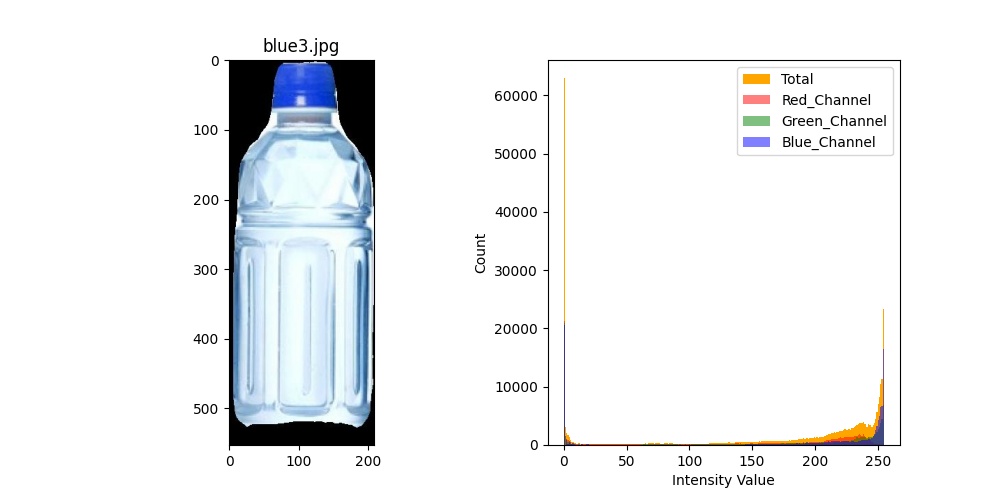 blue3.jpg
0
100
200
300
400
500
0 100 200
Count
60000
50000
40000
30000
20000
10000
0
0 50 100 150 200 250
Intensity Value
Total
Red_Channel
Green_Channel
Blue_Channel